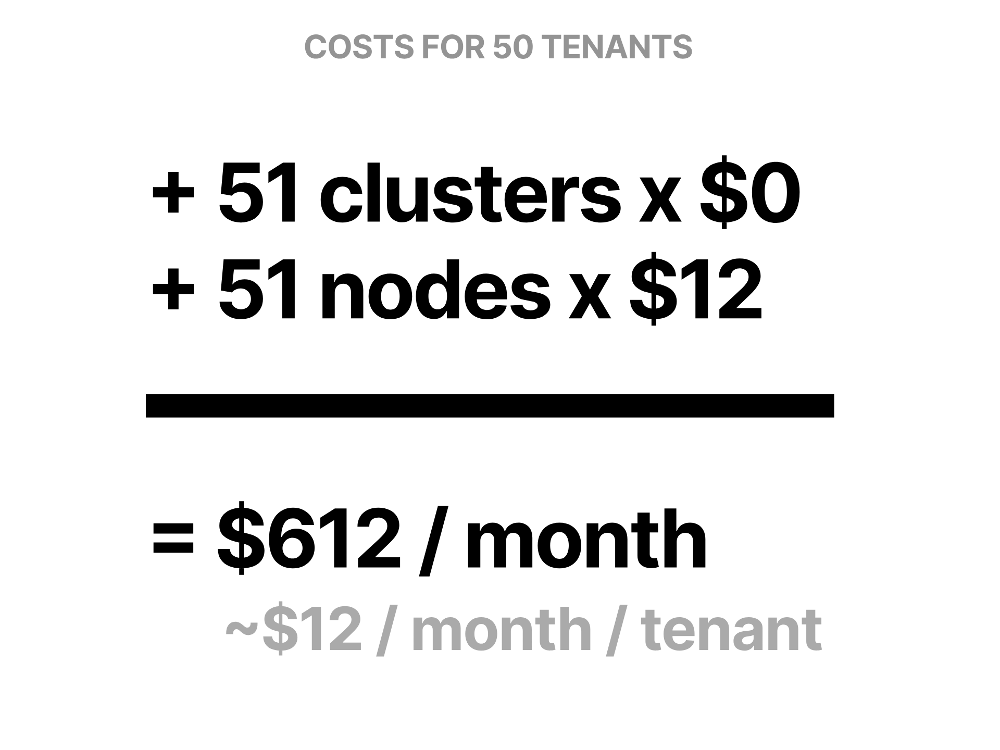 COSTS FOR 50 TENANTS
+ 51 clusters x $0
+ 51 nodes x $12
= $612 / month
~$12 / month / tenant